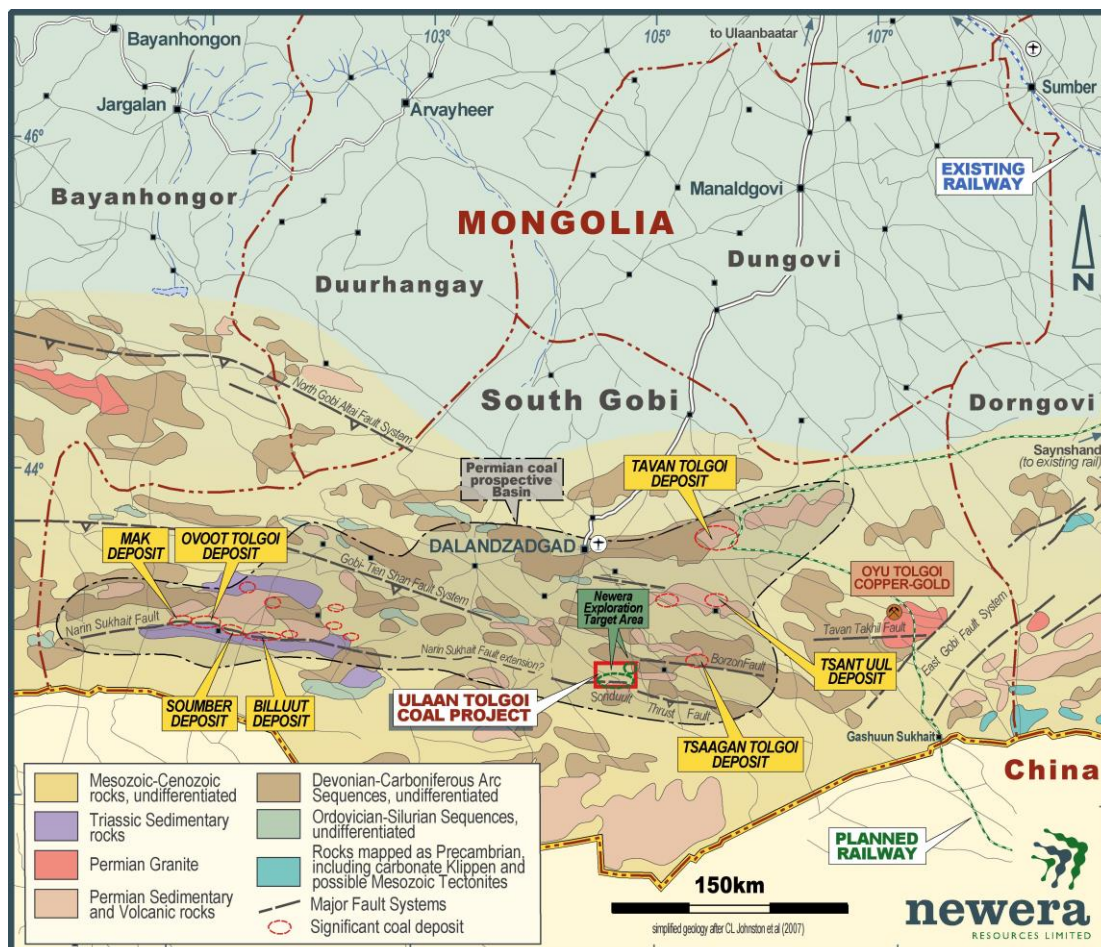 Bayanhongon
103°
105°
to Ulaanbaatar
107°
Jargalan
Arvayheer
Sumber
46°
EXISTING
RAILWAY
Bayanhongor
Manaldgovi
MONGOLIA
Dungovi
N
Duurhangay
North Gobi Altai Fault System
South Gobi
Dorngovi
44°
Saynshand
(to existing rail)
Permian coal
prospective
Basin
TAVAN TOLGOI
DEPOSIT
MAK
DEPOSIT
OVOOT TOLGOI
DEPOSIT
DALANDZADGAD
Gobi- Tien Shan Fault System
OYU TOLGOI
COPPER-GOLD
Newera
Exploration
Target Area
Narin Sukhait Fault
Tavan Takhil Fault
East Gobi Fault System
Narin Sukhait Fault extension?
BorzonFault
TSANT UUL
DEPOSIT
SOUMBER
DEPOSIT
BILLUUT
DEPOSIT
ULAAN TOLGOI
COAL PROJECT
Sonduult
Thrust Fault
TSAAGAN TOLGOI
DEPOSIT
Gashuun Sukhait
China
Mesozoic-Cenozoic
rocks, undifferentiated
Triassic Sedimentary
rocks
Permian Granite
Permian Sedimentary
and Volcanic rocks
Devonian-Carboniferous Arc
Sequences, undifferentiated
Ordovician-Silurian Sequences,
undifferentiated
Rocks mapped as Precambrian,
including carbonate Klippen and
possible Mesozoic Tectonites
Major Fault Systems
Significant coal deposit
PLANNED
RAILWAY
150km
simplified geology after CL Johnston et al (2007)
newera
RESOURCES LIMITED